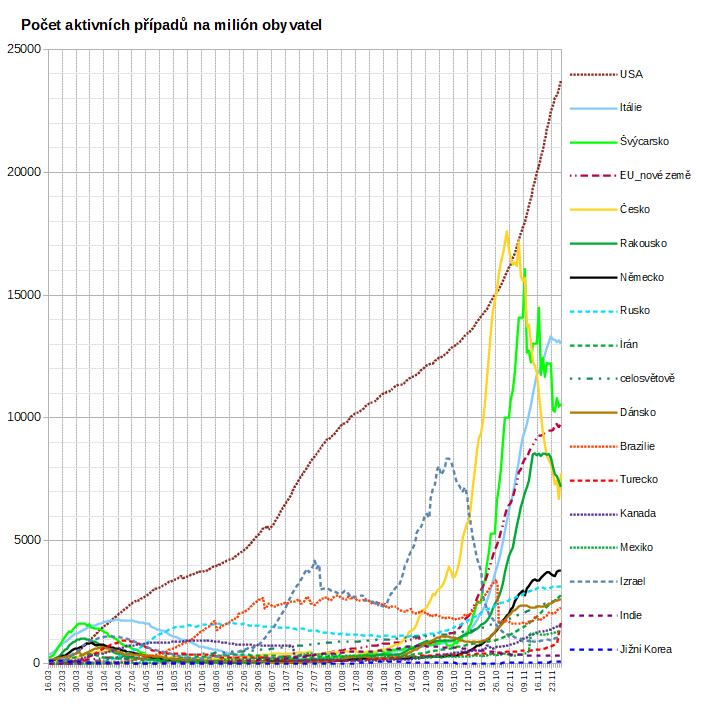 Počet aktivních případů na milión obyvatel
25000
20000
15000
10000
5000
0
USA
Itálie
Švýcarsko
EU_nové země
Česko
Rakousko
Německo
Rusko
Irán
celosvětově
Dánsko
Brazílie
Turecko
Kanada
Mexiko
Izrael
Indie
Jižní Korea
16.03
23.03
30.03
06.04
13.04
20.04
27.04
04.05
11.05
18.05
25.05
01.06
08.06
15.06
22.06
29.06
06.07
13.07
20.07
27.07
03.08
10.08
17.08
24.08
31.08
07.09
14.09
21.09
28.09
05.10
12.10
19.10
26.10
02.11
09.11
16.11
23.11